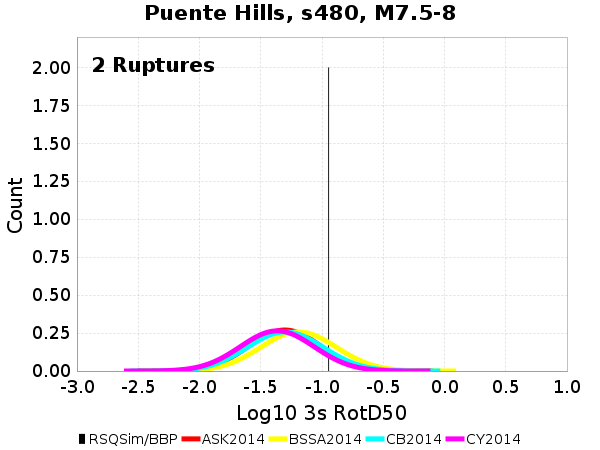 Puente Hills, s480, M7.5-8
2 Ruptures
2.00
1.75
1.50
1.25
1.00
0.75
0.50
0.25
0.00
Count
-3.0 -2.5 -2.0 -1.5 -1.0 -0.5 0.0 0.5 1.0
Log10 3s RotD50
RSQSim/BBP ASK2014 BSSA2014 CB2014 CY2014